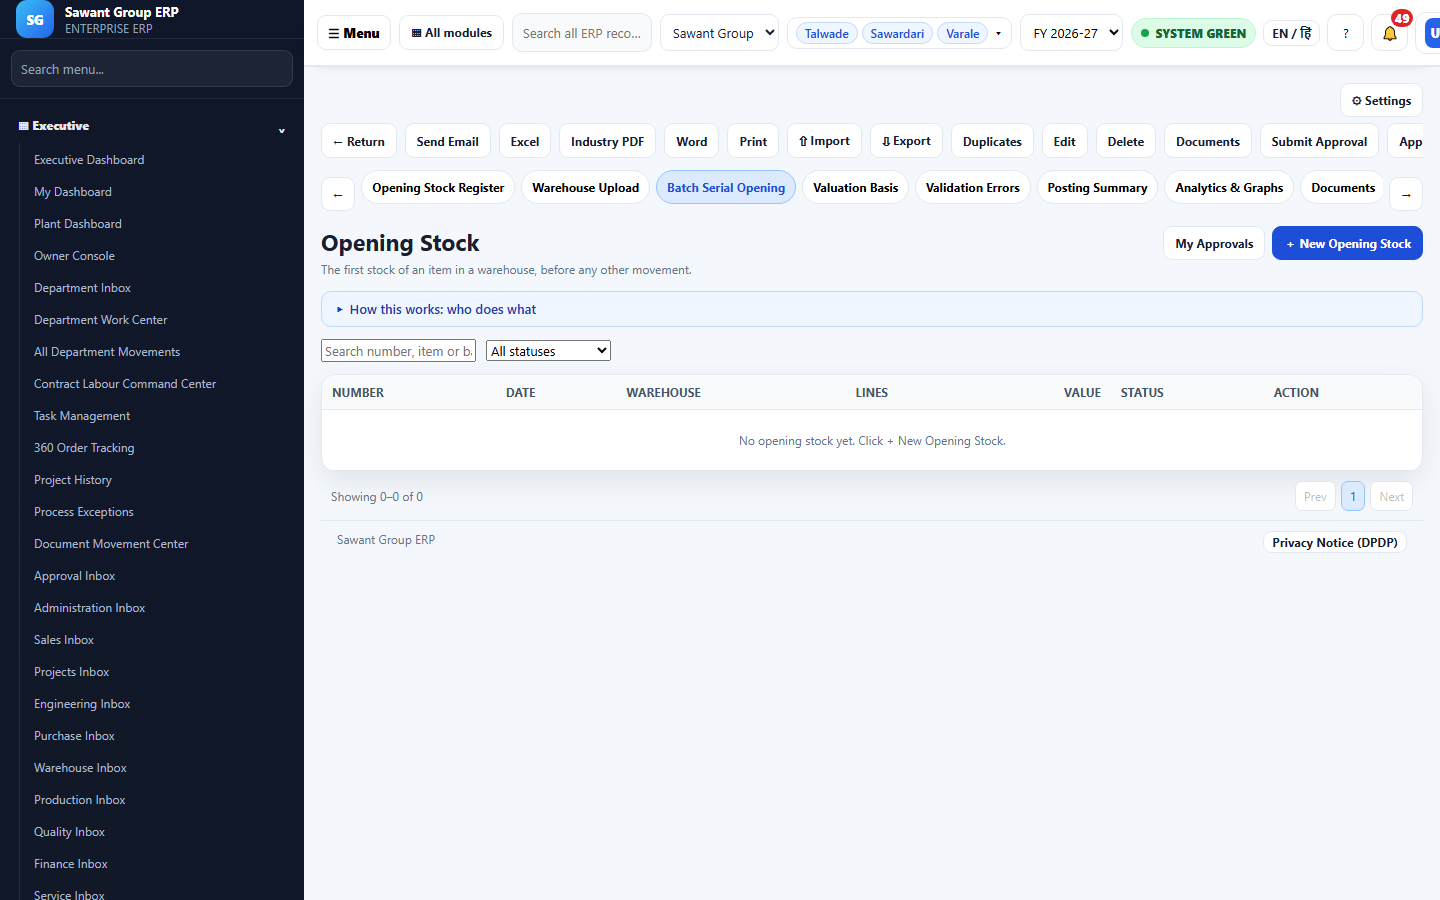 SG
Sawant Group ERP
ENTERPRISE ERP
Search menu...
Executive
Executive Dashboard
My Dashboard
Plant Dashboard
Owner Console
Department Inbox
Department Work Center
All Department Movements
Contract Labour Command Center
Task Management
360 Order Tracking
Project History
Process Exceptions
Document Movement Center
Approval Inbox
Administration Inbox
Sales Inbox
Projects Inbox
Engineering Inbox
Purchase Inbox
Warehouse Inbox
Production Inbox
Quality Inbox
Finance Inbox
Service Inbox
☰ Menu
All modules
Search all ERP reco...
Sawant Group
Talwade Sawardari Varale
FY 2026-27
SYSTEM GREEN
EN / हिं
?
49
U
⚙ Settings
← Return
Send Email
Excel
Industry PDF
Word
Print
⇧ Import
⇩ Export
Duplicates
Edit
Delete
Documents
Submit Approval
App
←
Opening Stock Register
Warehouse Upload
Batch Serial Opening
Valuation Basis
Validation Errors
Posting Summary
Analytics & Graphs
Documents
→
Opening Stock
My Approvals
+ New Opening Stock
The first stock of an item in a warehouse, before any other movement.
▸ How this works: who does what
Search number, item or ba
All statuses
NUMBER DATE WAREHOUSE LINES VALUE STATUS ACTION
No opening stock yet. Click + New Opening Stock.
Showing 0–0 of 0
Prev 1 Next
Sawant Group ERP
Privacy Notice (DPDP)